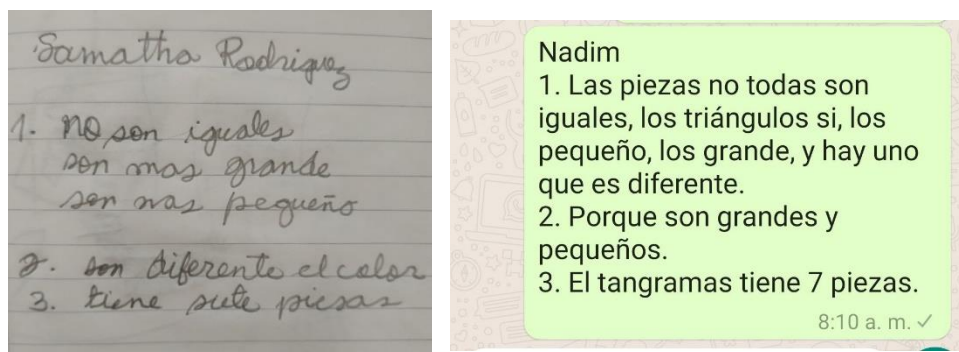 Samatha Rodriguez
1. no son iguales
son mas grande
son mas pequeño
2. son diferente el color
3. tiene siete piesas
Nadim
1. Las piezas no todas son
iguales, los triángulos si, los
pequeño, los grande, y hay uno
que es diferente.
2. Porque son grandes y
pequeños.
3. El tangramas tiene 7 piezas.
8:10 a. m.